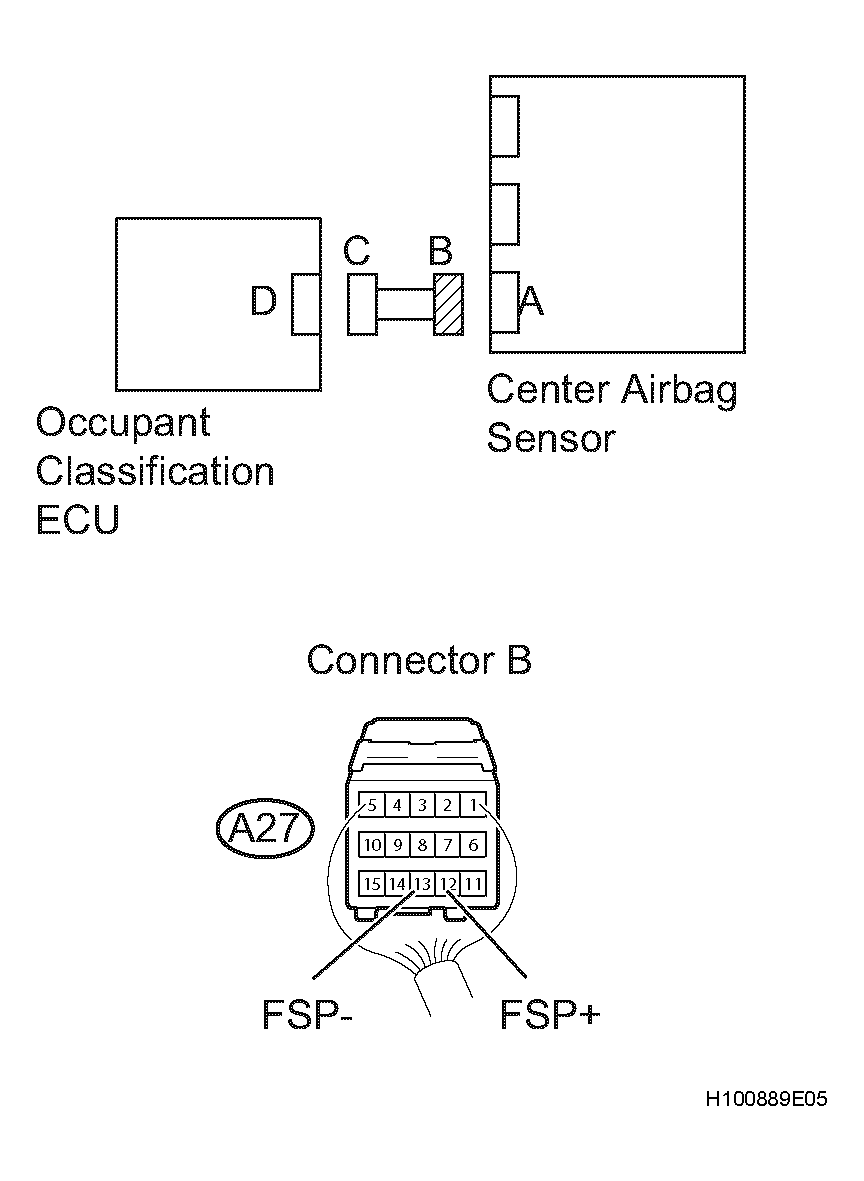 C B
D A
Center Airbag
Sensor
Occupant
Classification
ECU
Connector B
A27
5 4 3 2 1
10 9 8 7 6
15 14 13 12 11
FSP- FSP+
H100889E05